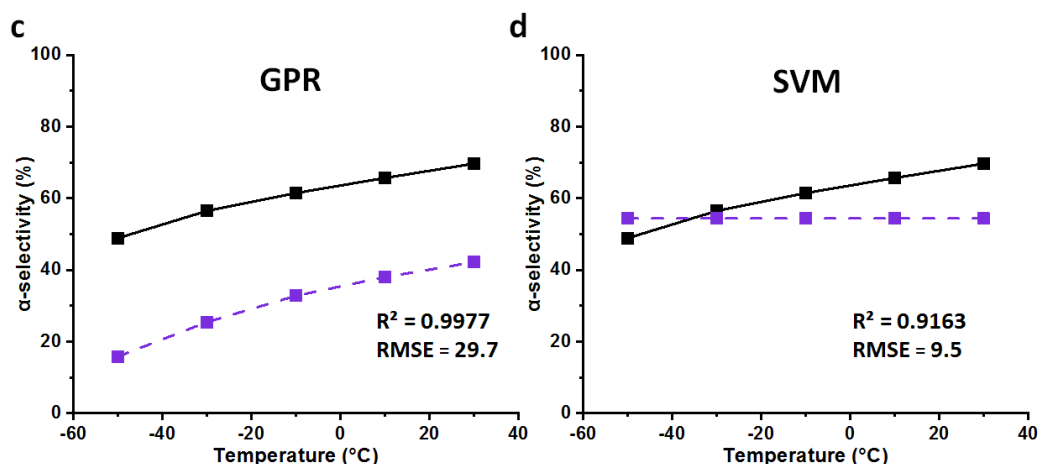 c
GPR
100
80
60
40
20
0
α-selectivity (%)
R² = 0.9977
RMSE = 29.7
-60 -40 -20 0 20 40
Temperature (°C)
d
SVM
100
80
60
40
20
0
α-selectivity (%)
R² = 0.9163
RMSE = 9.5
-60 -40 -20 0 20 40
Temperature (°C)